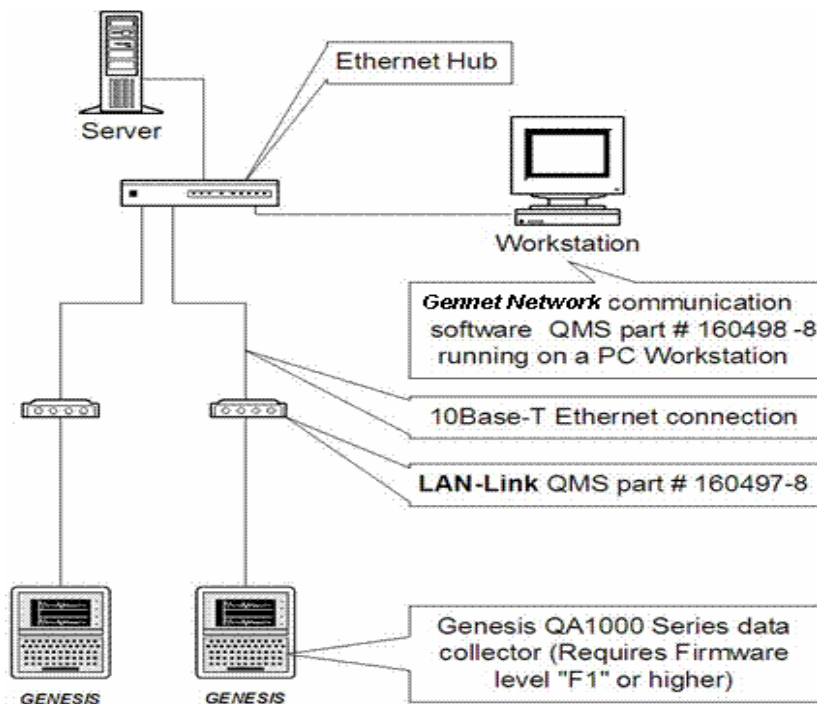 Ethernet Hub
Server
Workstation
Gennet Network communication
software QMS part # 160498 -8
running on a PC Workstation
10Base-T Ethernet connection
LAN-Link QMS part # 160497-8
Genesis QA1000 Series data
collector (Requires Firmware
level "F1" or higher)
GENESIS
GENESIS